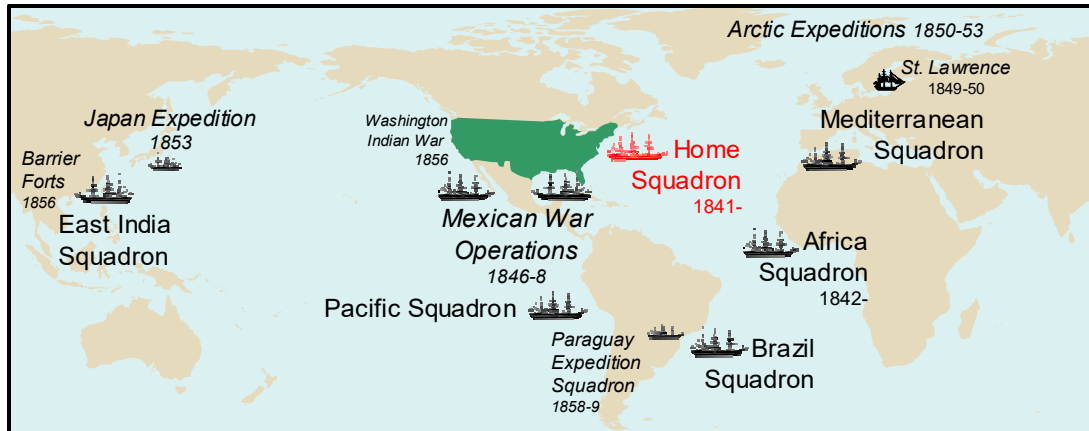 Arctic Expeditions 1850-53
St. Lawrence
1849-50
Japan Expedition
1853
Washington
Indian War
1856
Mediterranean
Squadron
Barrier
Forts
1856
Home
Squadron
1841-
East India
Squadron
Mexican War
Operations
1846-8
Africa
Squadron
1842-
Pacific Squadron
Paraguay
Expedition
Squadron
1858-9
Brazil
Squadron